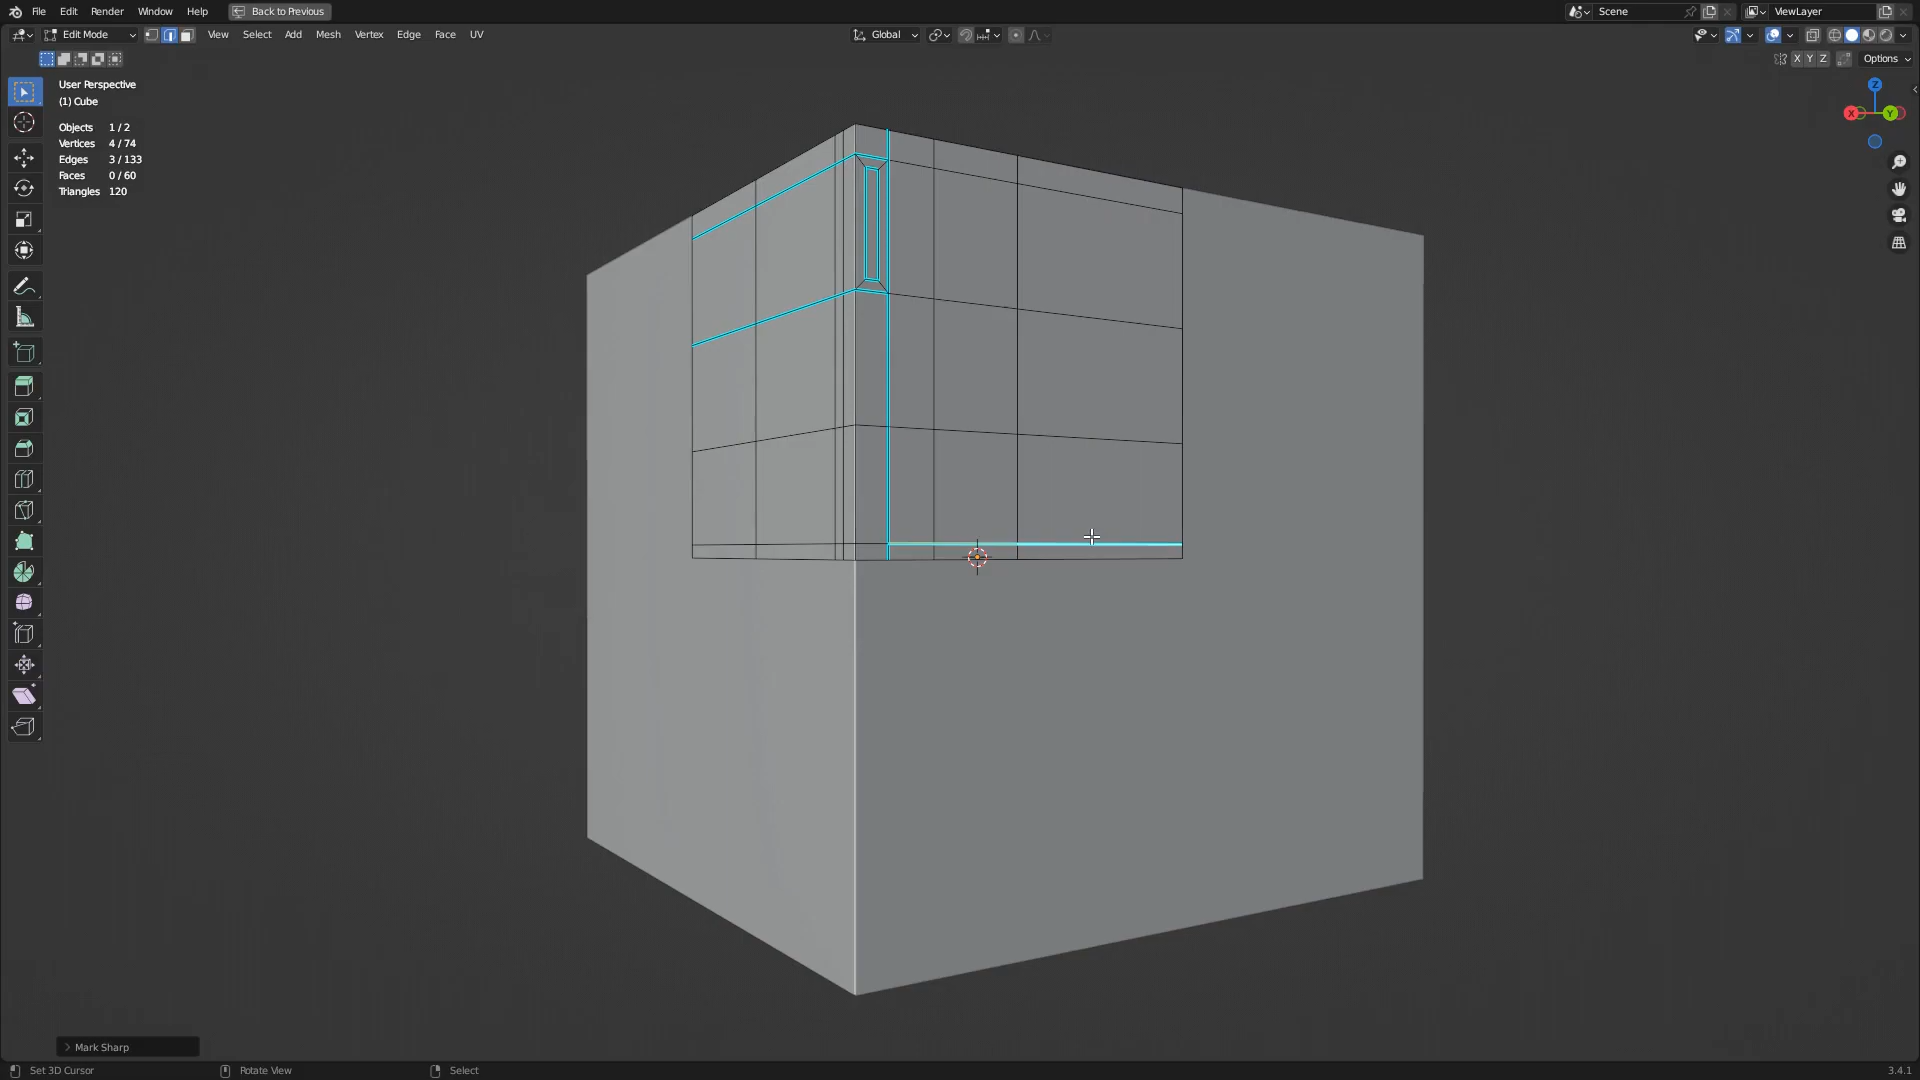 File Edit Render Window Help Back to Previous Scene ViewLayer
Edit Mode View Select Add Mesh Vertex Edge Face UV Global
X Y Z Options
User Perspective
(1) Cube
Objects 1 / 2
Vertices 4 / 74
Edges 3 / 133
Faces 0 / 60
Triangles 120
Z
X Y
Mark Sharp
Set 3D Cursor Rotate View Select 3.4.1